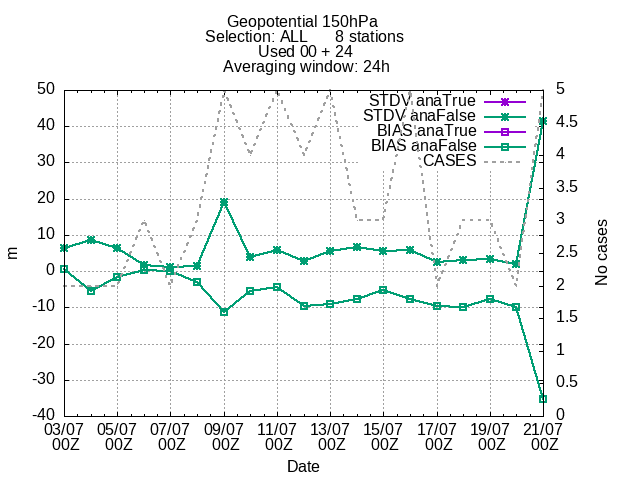 Geopotential 150hPa
Selection: ALL 8 stations
Used 00 + 24
Averaging window: 24h
STDV anaTrue
STDV anaFalse
BIAS anaTrue
BIAS anaFalse
CASES
50
40
30
20
10
0
-10
-20
-30
-40
m
5
4.5
4
3.5
3
2.5
2
1.5
1
0.5
0
No cases
03/07 05/07 07/07 09/07 11/07 13/07 15/07 17/07 19/07 21/07
00Z 00Z 00Z 00Z 00Z 00Z 00Z 00Z 00Z 00Z
Date